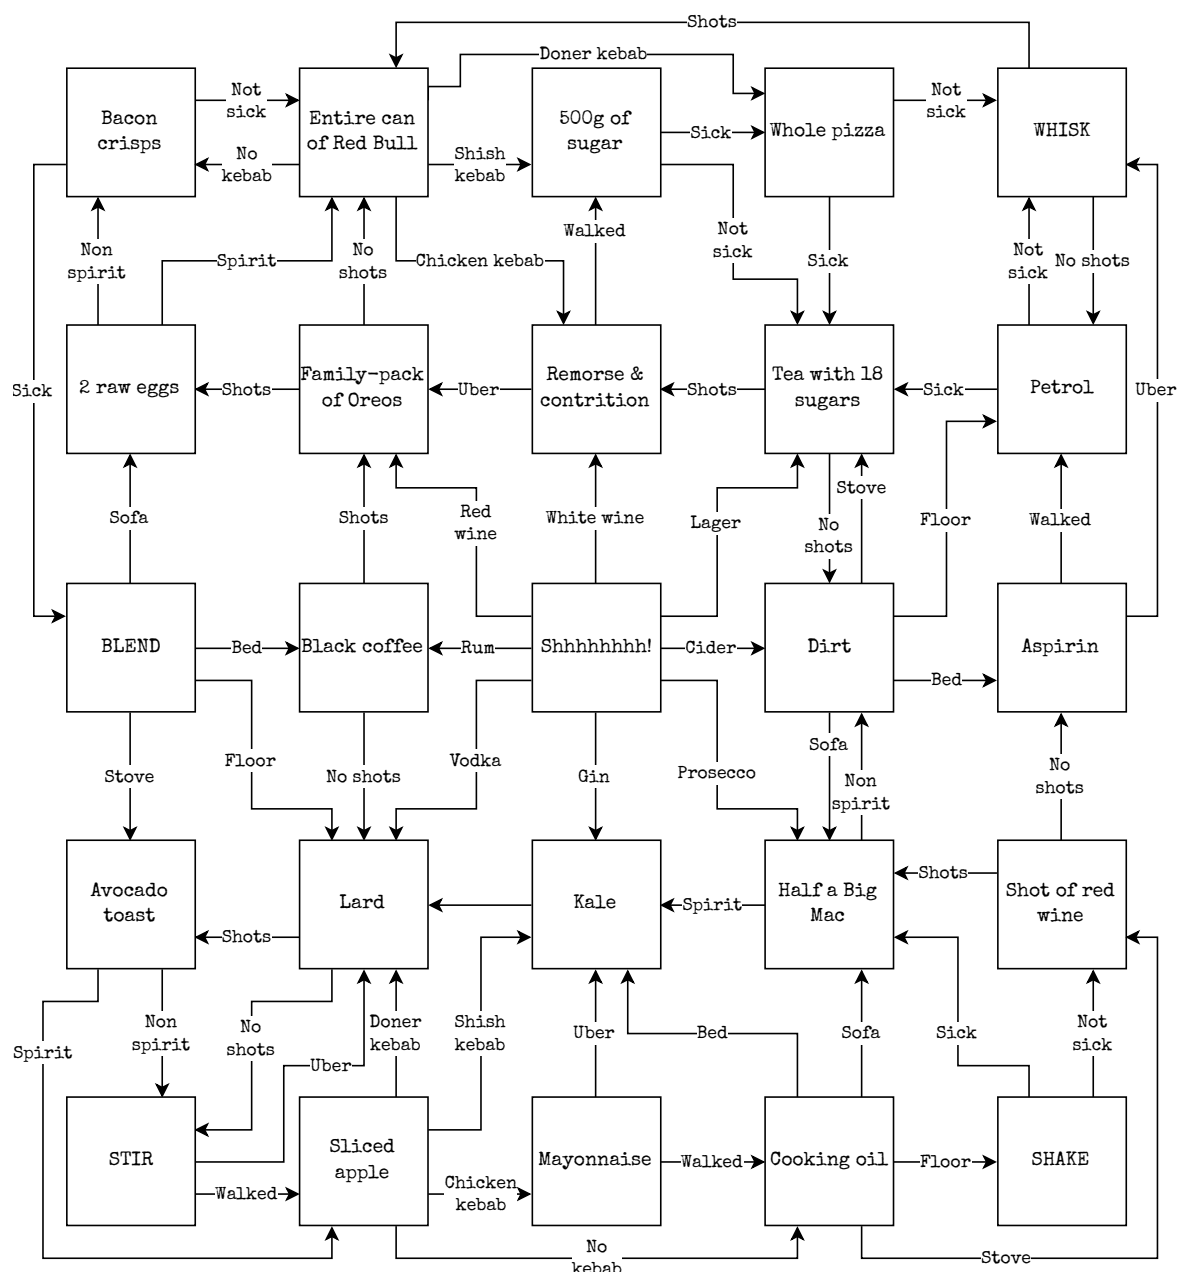 Shots
Doner kebab
Bacon
crisps
Not
sick
No
kebab
Entire can
of Red Bull
Shish
kebab
500g of
sugar
Sick
Whole pizza
Not
sick
WHISK
Non
spirit
Spirit
No
shots
Chicken kebab
Walked
Not
sick
Sick
Not
sick
No shots
Sick
2 raw eggs
Shots
Family-pack
of Oreos
Uber
Remorse &
contrition
Shots
Tea with 18
sugars
Sick
Petrol
Uber
Sofa
Shots
Red
wine
White wine
Lager
No
shots
Stove
Floor
Walked
BLEND
Bed
Black coffee
Rum
Shhhhhhhh!
Cider
Dirt
Bed
Aspirin
Stove
Floor
No shots
Vodka
Gin
Prosecco
Sofa
Non
spirit
No
shots
Avocado
toast
Shots
Lard
Kale
Spirit
Half a Big
Mac
Shots
Shot of red
wine
Spirit
Non
spirit
No
shots
Uber
Doner
kebab
Shish
kebab
Uber
Bed
Sofa
Sick
Not
sick
STIR
Walked
Sliced
apple
Chicken
kebab
Mayonnaise
Walked
Cooking oil
Floor
SHAKE
No
kebab
Stove